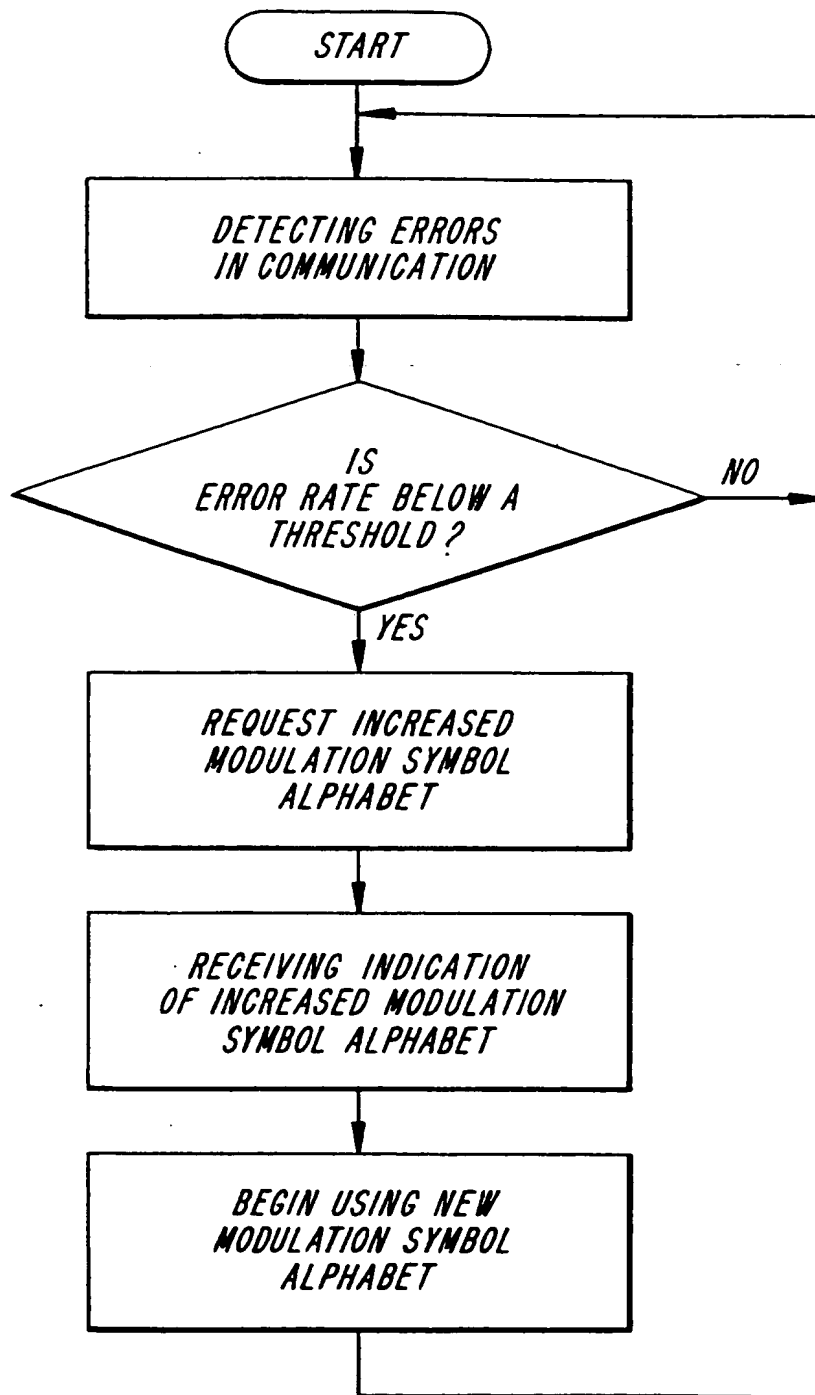 START
DETECTING ERRORS
IN COMMUNICATION
IS
ERROR RATE BELOW A
THRESHOLD?
NO
YES
REQUEST INCREASED
MODULATION SYMBOL
ALPHABET
RECEIVING INDICATION
OF INCREASED MODULATION
SYMBOL ALPHABET
BEGIN USING NEW
MODULATION SYMBOL
ALPHABET